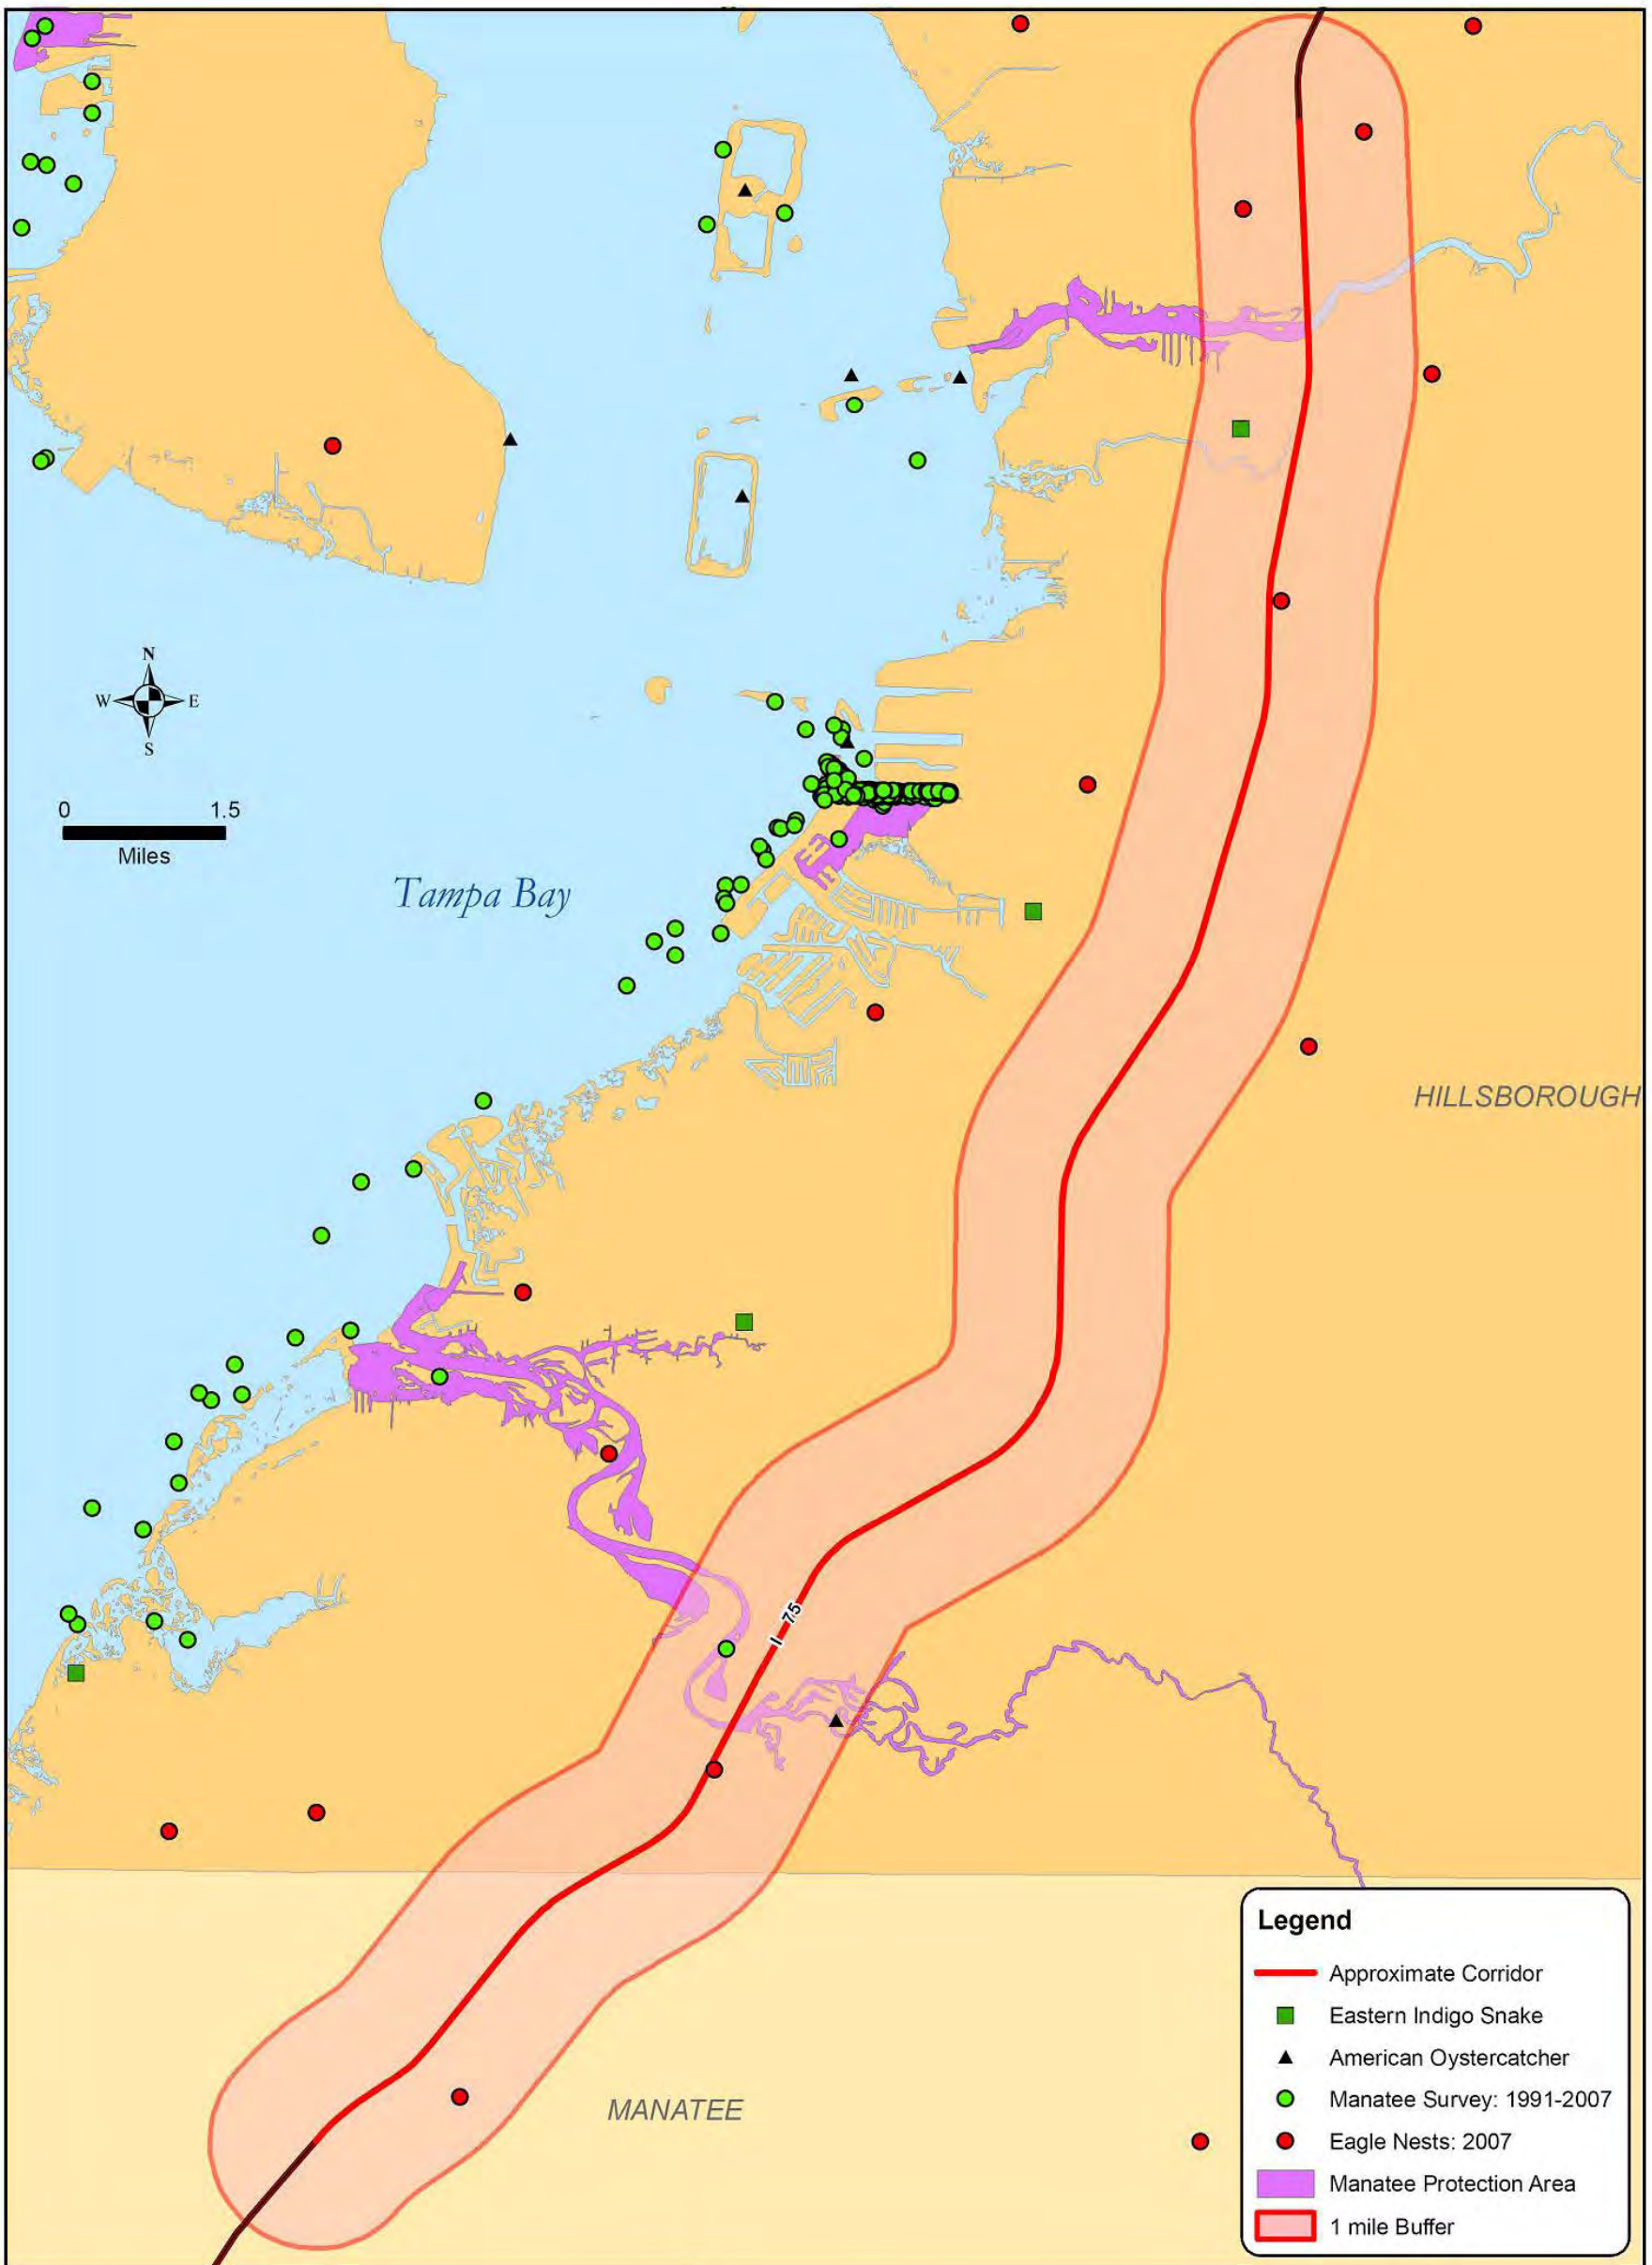 N
W E
S
0 1.5
Miles
Tampa Bay
HILLSBOROUGH
I - 75
MANATEE
Legend
Approximate Corridor
Eastern Indigo Snake
American Oystercatcher
Manatee Survey: 1991-2007
Eagle Nests: 2007
Manatee Protection Area
1 mile Buffer